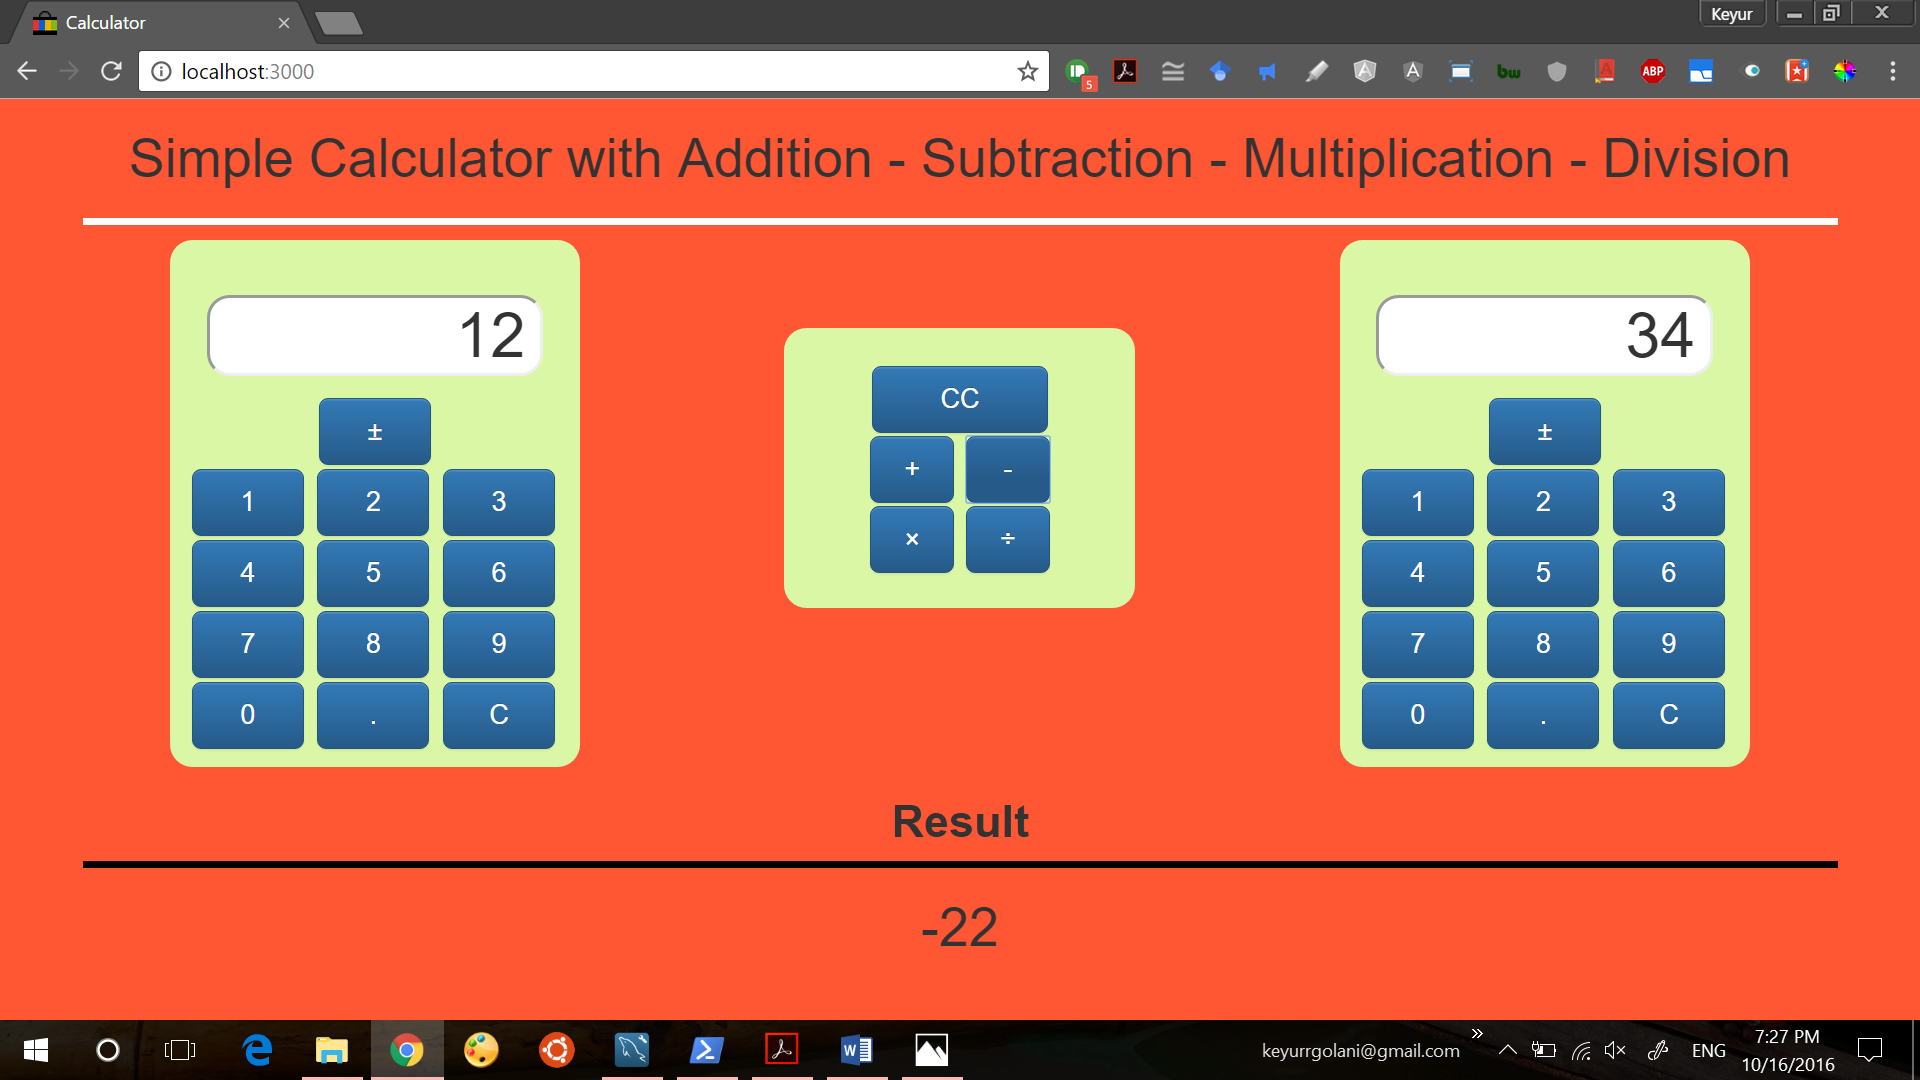 Calculator
Keyur
localhost:3000
5
ABP
bw
Simple Calculator with Addition - Subtraction - Multiplication - Division
12
±
1 2 3
4 5 6
7 8 9
0 . C
CC
+ -
× ÷
34
±
1 2 3
4 5 6
7 8 9
0 . C
Result
-22
keyurrgolani@gmail.com
ENG
7:27 PM
10/16/2016